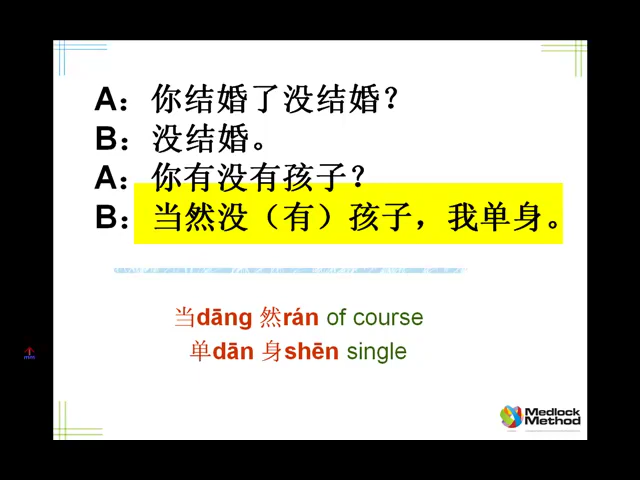 A：你结婚了没结婚？
B：没结婚。
A：你有没有孩子？
B：当然没（有）孩子，我单身。
当dāng 然rán of course
单dān 身shēn single
Medlock
Method